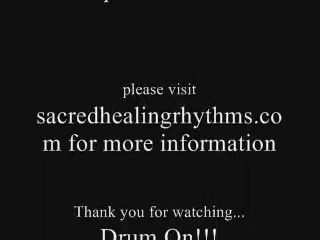 please visit
sacredhealingrhythms.co
m for more information
Thank you for watching...
Drum On!!!